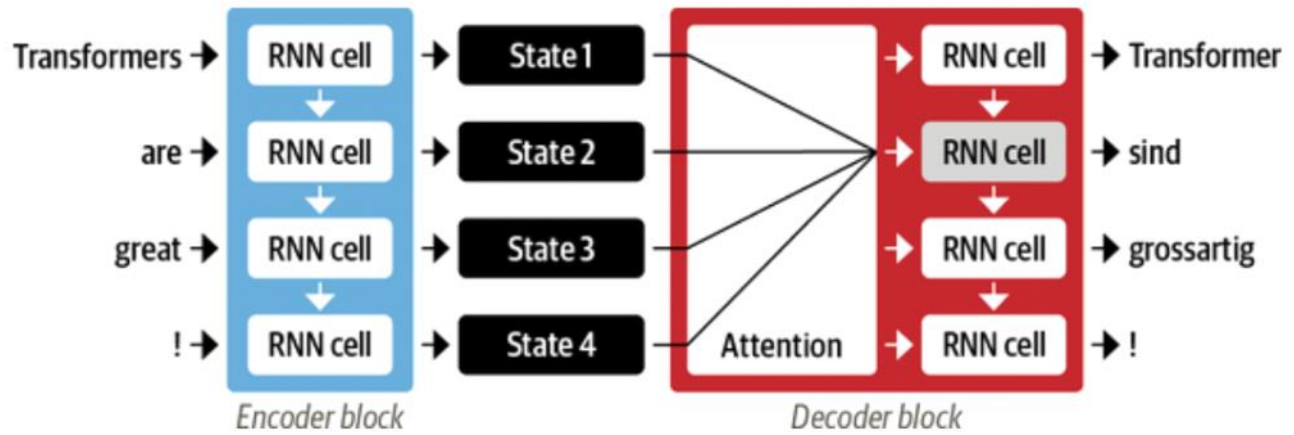 Transformers RNN cell State 1 RNN cell Transformer
are RNN cell State 2 RNN cell sind
great RNN cell State 3 RNN cell grossartig
! RNN cell State 4 Attention RNN cell !
Encoder block Decoder block